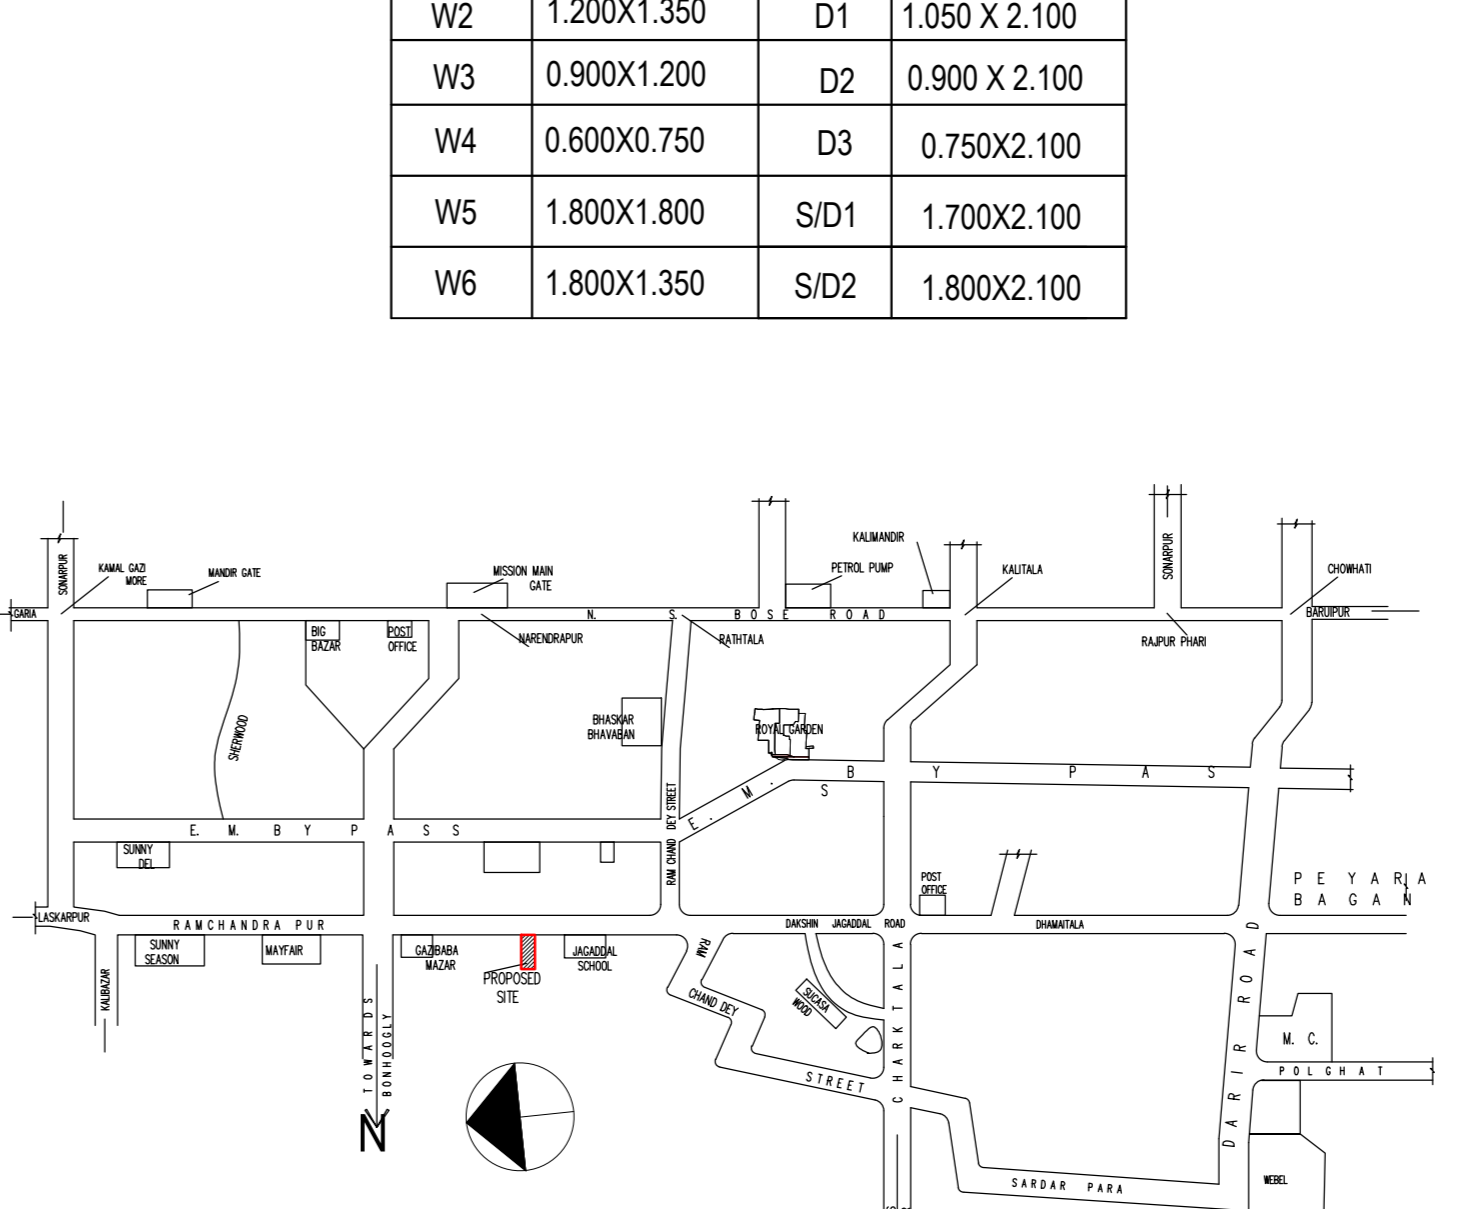 W2 1.200X1.350 D1 1.050 X 2.100
W3 0.900X1.200 D2 0.900 X 2.100
W4 0.600X0.750 D3 0.750X2.100
W5 1.800X1.800 S/D1 1.700X2.100
W6 1.800X1.350 S/D2 1.800X2.100
SONARPUR
KAMAL GAZI
MORE
MANDIR GATE
MISSION MAIN
GATE
KALIMANDIR
PETROL PUMP
KALITALA
SONARPUR
CHOWHATI
GARIA
N. S. BOSE ROAD
BARUIPUR
BIG
BAZAR
POST
OFFICE
NARENDRAPUR
RATHTALA
RAJPUR PHARI
SHERWOOD
BHASKAR
BHAVABAN
ROYAL GARDEN
E. M. BY PASS
E. M. BY PAS
S
RAM CHAND DEY STREET
SUNNY
DEL
POST
OFFICE
PEYARIA
BAGAN
LASKARPUR
RAMCHANDRA PUR
DAKSHIN JAGADDAL ROAD
DHAMAITALA
SUNNY
SEASON
MAYFAIR
GAZIBABA
MAZAR
PROPOSED
SITE
JAGADDAL
SCHOOL
KALIBAZAR
TOWARDS
BONHOOGLY
RAM
CHAND DEY
STREET
SUCASA
WOOD
CHARKTALA
DARIR ROAD
M. C.
POLGHAT
N
SARDAR PARA
WEBEL